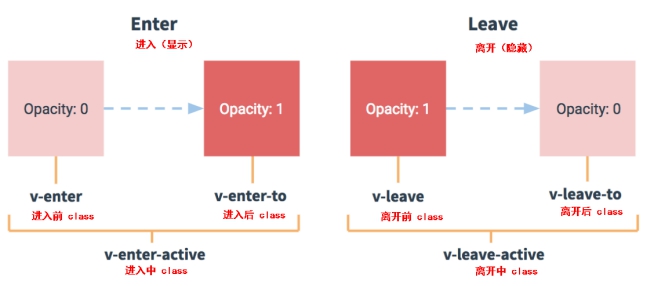 Enter
进入（显示）
Opacity: 0
Opacity: 1
v-enter
进入前 class
v-enter-to
进入后 class
v-enter-active
进入中 class
Leave
离开（隐藏）
Opacity: 1
Opacity: 0
v-leave
离开前 class
v-leave-to
离开后 class
v-leave-active
离开中 class